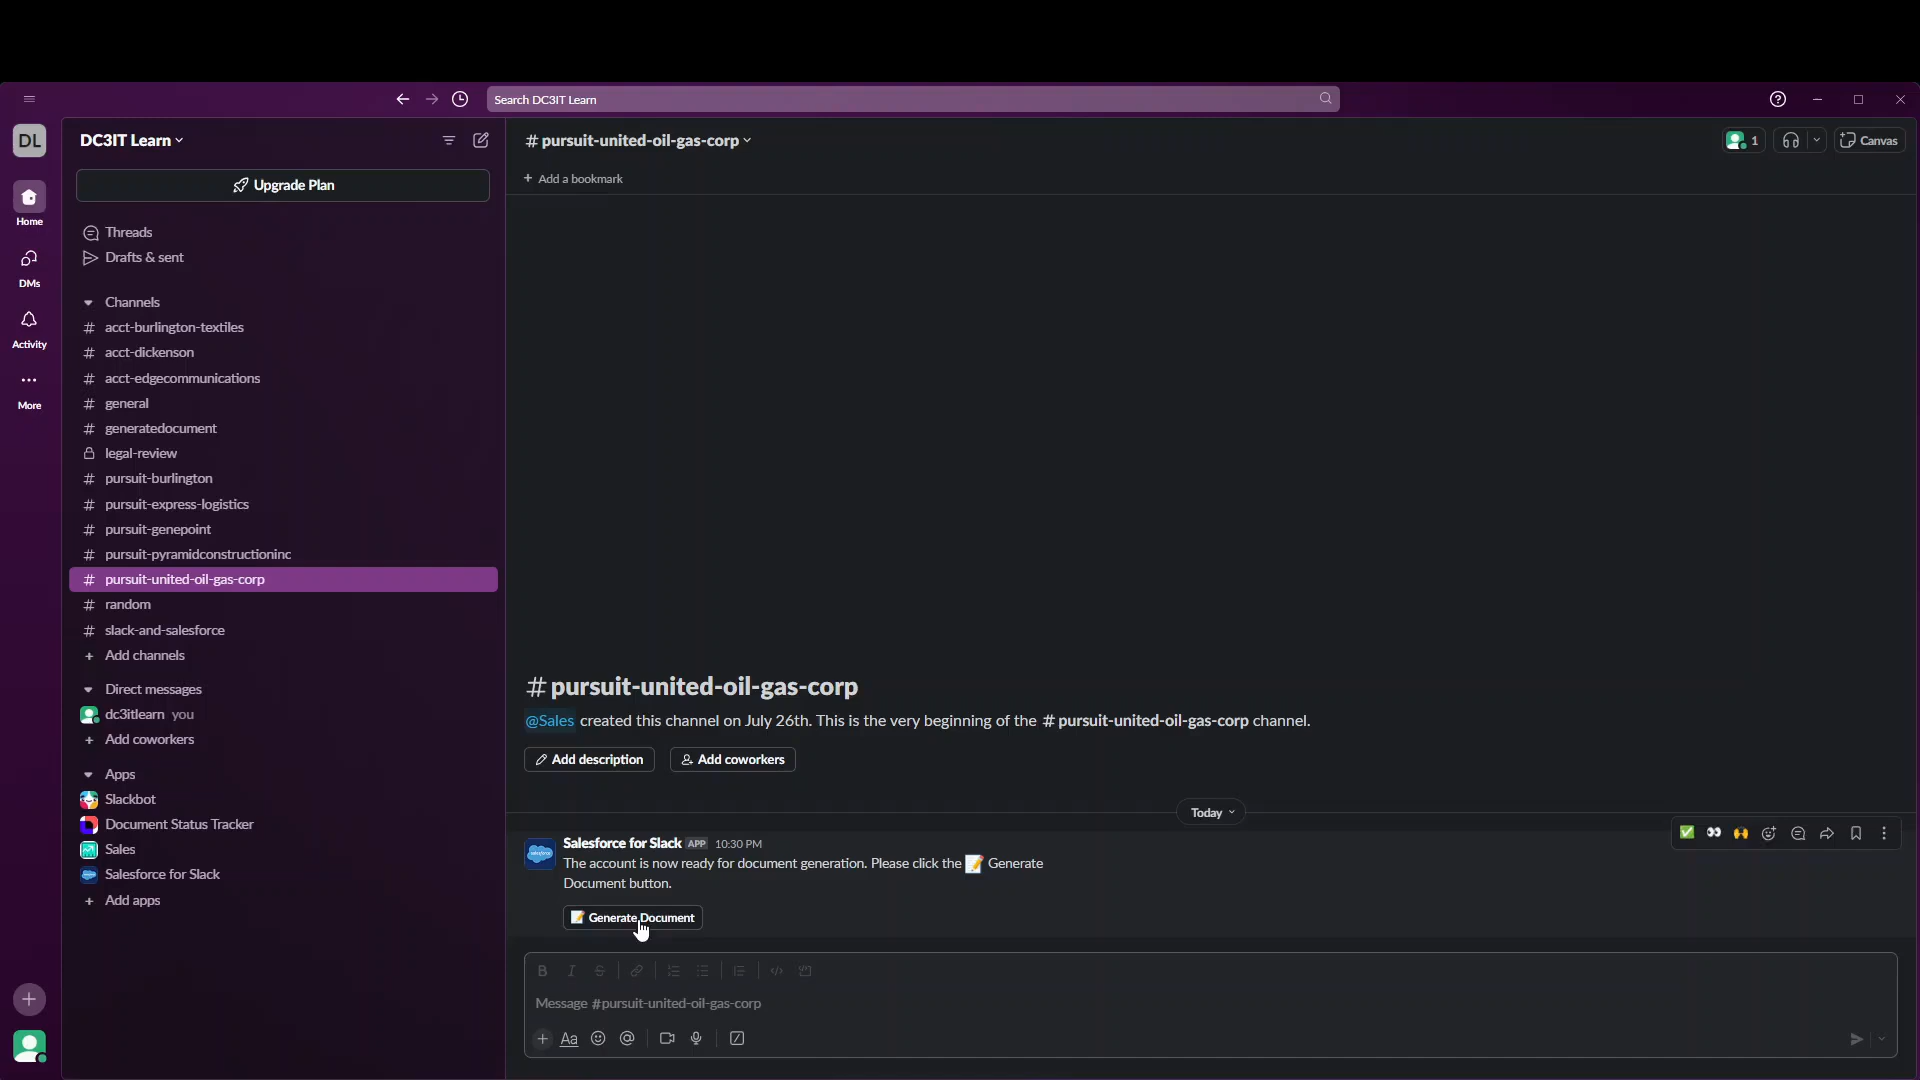 Search DC3IT Learn
DL
DC3IT Learn
# pursuit-united-oil-gas-corp
1
Canvas
Upgrade Plan
+ Add a bookmark
Home
Threads
Drafts & sent
DMs
Channels
# acct-burlington-textiles
Activity
# acct-dickenson
# acct-edgecommunications
More
# general
# generatedocument
legal-review
# pursuit-burlington
# pursuit-express-logistics
# pursuit-genepoint
# pursuit-pyramidconstructioninc
# pursuit-united-oil-gas-corp
# random
# slack-and-salesforce
+ Add channels
Direct messages
dc3itlearn you
+ Add coworkers
Apps
Slackbot
Document Status Tracker
Sales
Salesforce for Slack
+ Add apps
# pursuit-united-oil-gas-corp
@Sales created this channel on July 26th. This is the very beginning of the # pursuit-united-oil-gas-corp channel.
Add description
Add coworkers
Today
Salesforce for Slack APP 10:30 PM
The account is now ready for document generation. Please click the 📝 Generate
Document button.
📝 Generate Document
B I S
Message #pursuit-united-oil-gas-corp
+ Aa @